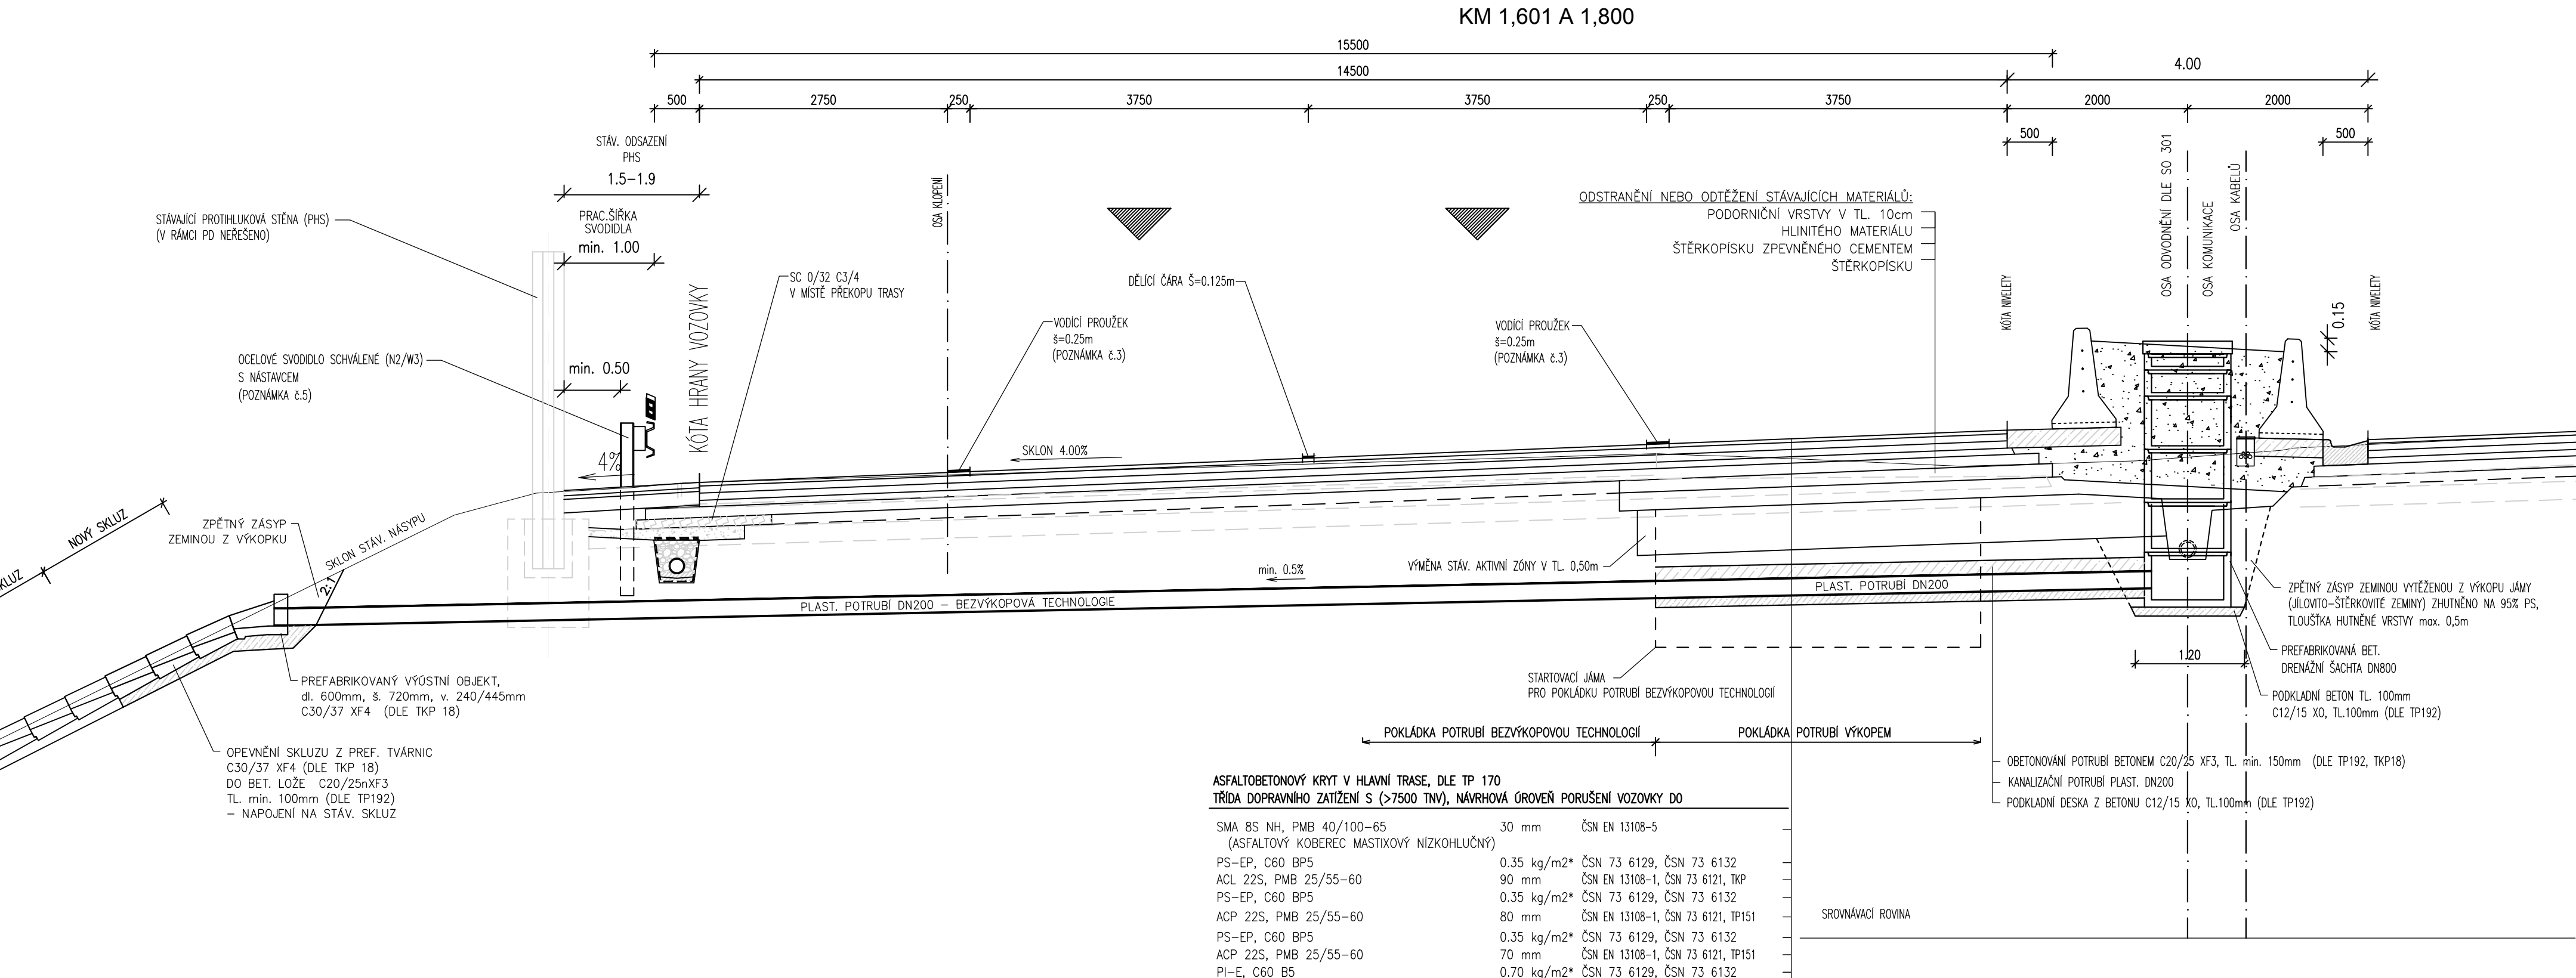 KM 1,601 A 1,800
15500
14500
4.00
500
2750
250
3750
3750
250
3750
2000
2000
500
500
STÁV. ODSAZENÍ
PHS
1.5–1.9
PRAC.ŠÍŘKA
SVODIDLA
min. 1.00
min. 0.50
STÁVAJÍCÍ PROTIHLUKOVÁ STĚNA (PHS)
(V RÁMCI PD NEŘEŠENO)
OCELOVÉ SVODIDLO SCHVÁLENÉ (N2/W3)
S NÁSTAVCEM
(POZNÁMKA č.5)
KÓTA HRANY VOZOVKY
4%
SC 0/32 C3/4
V MÍSTĚ PŘEKOPU TRASY
OSA KLOPENÍ
VODÍCÍ PROUŽEK
š=0.25m
(POZNÁMKA č.3)
SKLON 4.00%
DĚLÍCÍ ČÁRA Š=0.125m
VODÍCÍ PROUŽEK
š=0.25m
(POZNÁMKA č.3)
ODSTRANĚNÍ NEBO ODTĚŽENÍ STÁVAJÍCÍCH MATERIÁLŮ:
PODORNIČNÍ VRSTVY V TL. 10cm
HLINITÉHO MATERIÁLU
ŠTĚRKOPÍSKU ZPEVNĚNÉHO CEMENTEM
ŠTĚRKOPÍSKU
KÓTA NIVELETY
OSA ODVODNĚNÍ DLE SO 301
OSA KOMUNIKACE
OSA KABELŮ
0.15
KÓTA NIVELETY
KLUZ
NOVÝ SKLUZ
ZPĚTNÝ ZÁSYP
ZEMINOU Z VÝKOPKU
SKLON STÁV. NÁSYPU
2:1
PLAST. POTRUBÍ DN200 – BEZVÝKOPOVÁ TECHNOLOGIE
min. 0.5%
VÝMĚNA STÁV. AKTIVNÍ ZÓNY V TL. 0,50m
PLAST. POTRUBÍ DN200
PREFABRIKOVANÝ VÝÚSTNÍ OBJEKT,
dl. 600mm, š. 720mm, v. 240/445mm
C30/37 XF4 (DLE TKP 18)
OPEVNĚNÍ SKLUZU Z PREF. TVÁRNIC
C30/37 XF4 (DLE TKP 18)
DO BET. LOŽE C20/25nXF3
TL. min. 100mm (DLE TP192)
– NAPOJENÍ NA STÁV. SKLUZ
STARTOVACÍ JÁMA
PRO POKLÁDKU POTRUBÍ BEZVÝKOPOVOU TECHNOLOGIÍ
POKLÁDKA POTRUBÍ BEZVÝKOPOVOU TECHNOLOGIÍ
POKLÁDKA POTRUBÍ VÝKOPEM
1.20
ZPĚTNÝ ZÁSYP ZEMINOU VYTĚŽENOU Z VÝKOPU JÁMY
(JÍLOVITO–ŠTĚRKOVITÉ ZEMINY) ZHUTNĚNO NA 95% PS,
TLOUŠŤKA HUTNĚNÉ VRSTVY max. 0,5m
PREFABRIKOVANÁ BET.
DRENÁŽNÍ ŠACHTA DN800
PODKLADNÍ BETON TL. 100mm
C12/15 XO, TL.100mm (DLE TP192)
OBETONOVÁNÍ POTRUBÍ BETONEM C20/25 XF3, TL. min. 150mm (DLE TP192, TKP18)
KANALIZAČNÍ POTRUBÍ PLAST. DN200
PODKLADNÍ DESKA Z BETONU C12/15 XO, TL.100mm (DLE TP192)
ASFALTOBETONOVÝ KRYT V HLAVNÍ TRASE, DLE TP 170
TŘÍDA DOPRAVNÍHO ZATÍŽENÍ S (>7500 TNV), NÁVRHOVÁ ÚROVEŇ PORUŠENÍ VOZOVKY DO
SMA 8S NH, PMB 40/100–65 30 mm ČSN EN 13108–5
(ASFALTOVÝ KOBEREC MASTIXOVÝ NÍZKOHLUČNÝ)
PS–EP, C60 BP5 0.35 kg/m2* ČSN 73 6129, ČSN 73 6132
ACL 22S, PMB 25/55–60 90 mm ČSN EN 13108–1, ČSN 73 6121, TKP
PS–EP, C60 BP5 0.35 kg/m2* ČSN 73 6129, ČSN 73 6132
ACP 22S, PMB 25/55–60 80 mm ČSN EN 13108–1, ČSN 73 6121, TP151
PS–EP, C60 BP5 0.35 kg/m2* ČSN 73 6129, ČSN 73 6132
ACP 22S, PMB 25/55–60 70 mm ČSN EN 13108–1, ČSN 73 6121, TP151
PI–E, C60 B5 0.70 kg/m2* ČSN 73 6129, ČSN 73 6132
SROVNÁVACÍ ROVINA